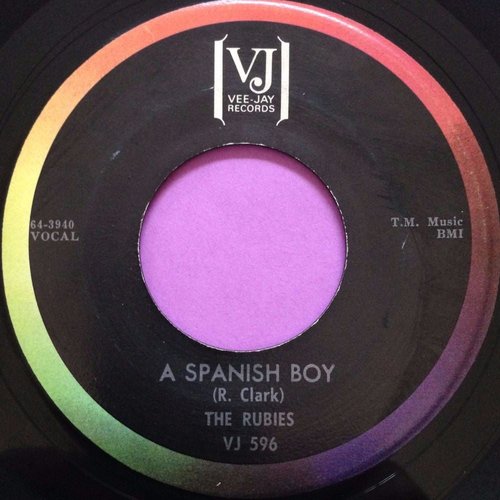 VJ
VEE-JAY
RECORDS
64-3940
VOCAL
T.M. Music
BMI
A SPANISH BOY
(R. Clark)
THE RUBIES
VJ 596